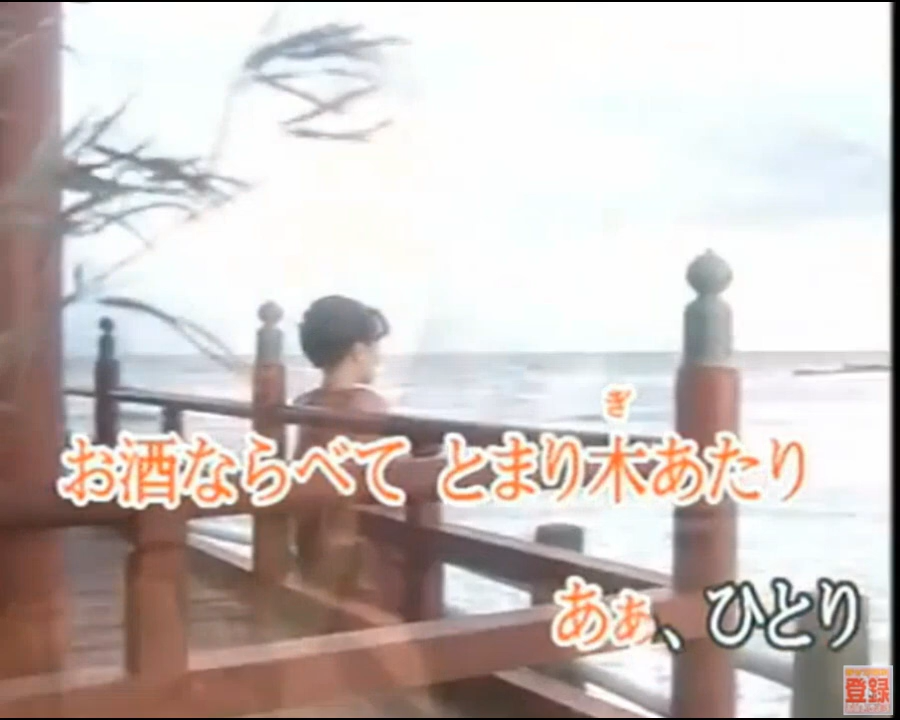 ぎ
お酒ならべて とまり木あたり
あぁ、ひとり
登録